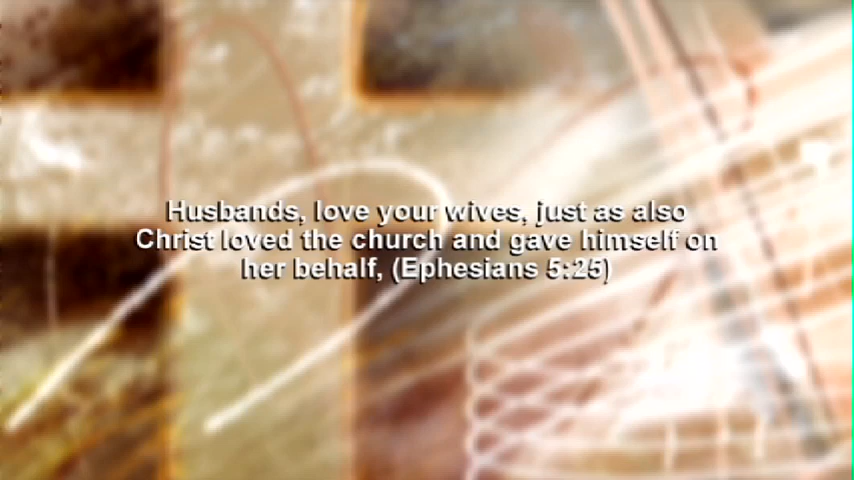 Husbands, love your wives, just as also
Christ loved the church and gave himself on
her behalf, (Ephesians 5:25)